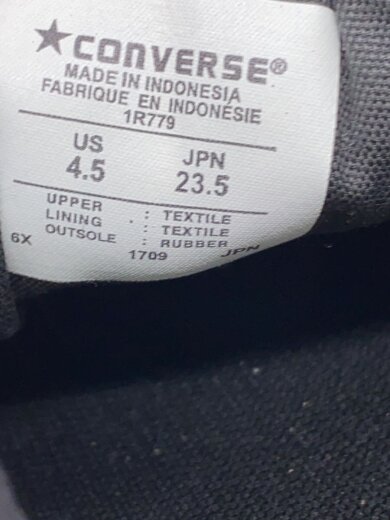 ★CONVERSE®
MADE IN INDONESIA
FABRIQUE EN INDONÉSIE
1R779
US JPN
4.5 23.5
UPPER : TEXTILE
LINING : TEXTILE
OUTSOLE : RUBBER
6X 1709 JPN